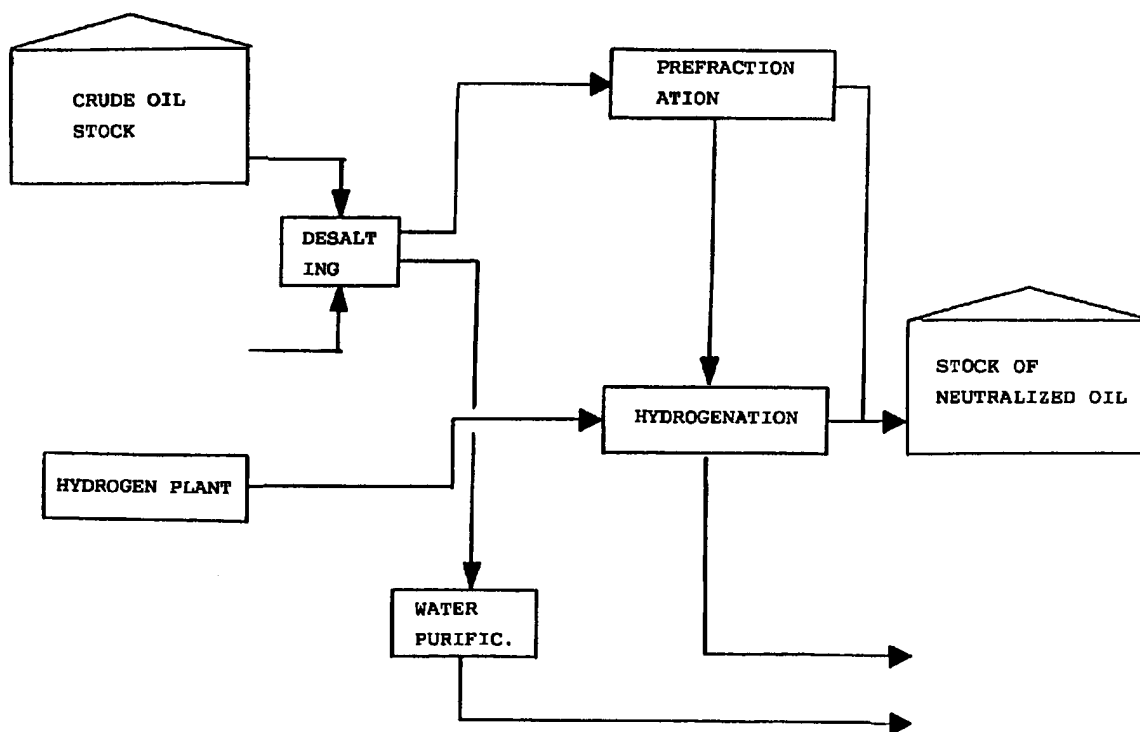 CRUDE OIL
STOCK
PREFRACTION
ATION
DESALT
ING
STOCK OF
NEUTRALIZED OIL
HYDROGENATION
HYDROGEN PLANT
WATER
PURIFIC.